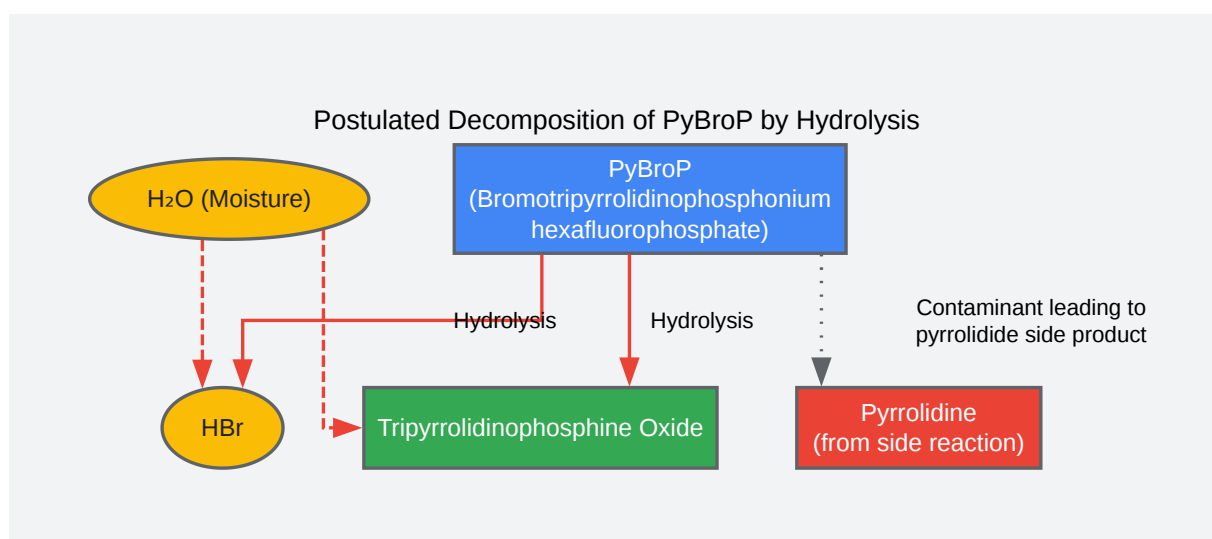 Postulated Decomposition of PyBroP by Hydrolysis
H₂O (Moisture)
PyBroP
(Bromotripyrrolidinophosphonium
hexafluorophosphate)
Hydrolysis
Hydrolysis
Contaminant leading to
pyrrolidide side product
HBr
Tripyrrolidinophosphine Oxide
Pyrrolidine
(from side reaction)